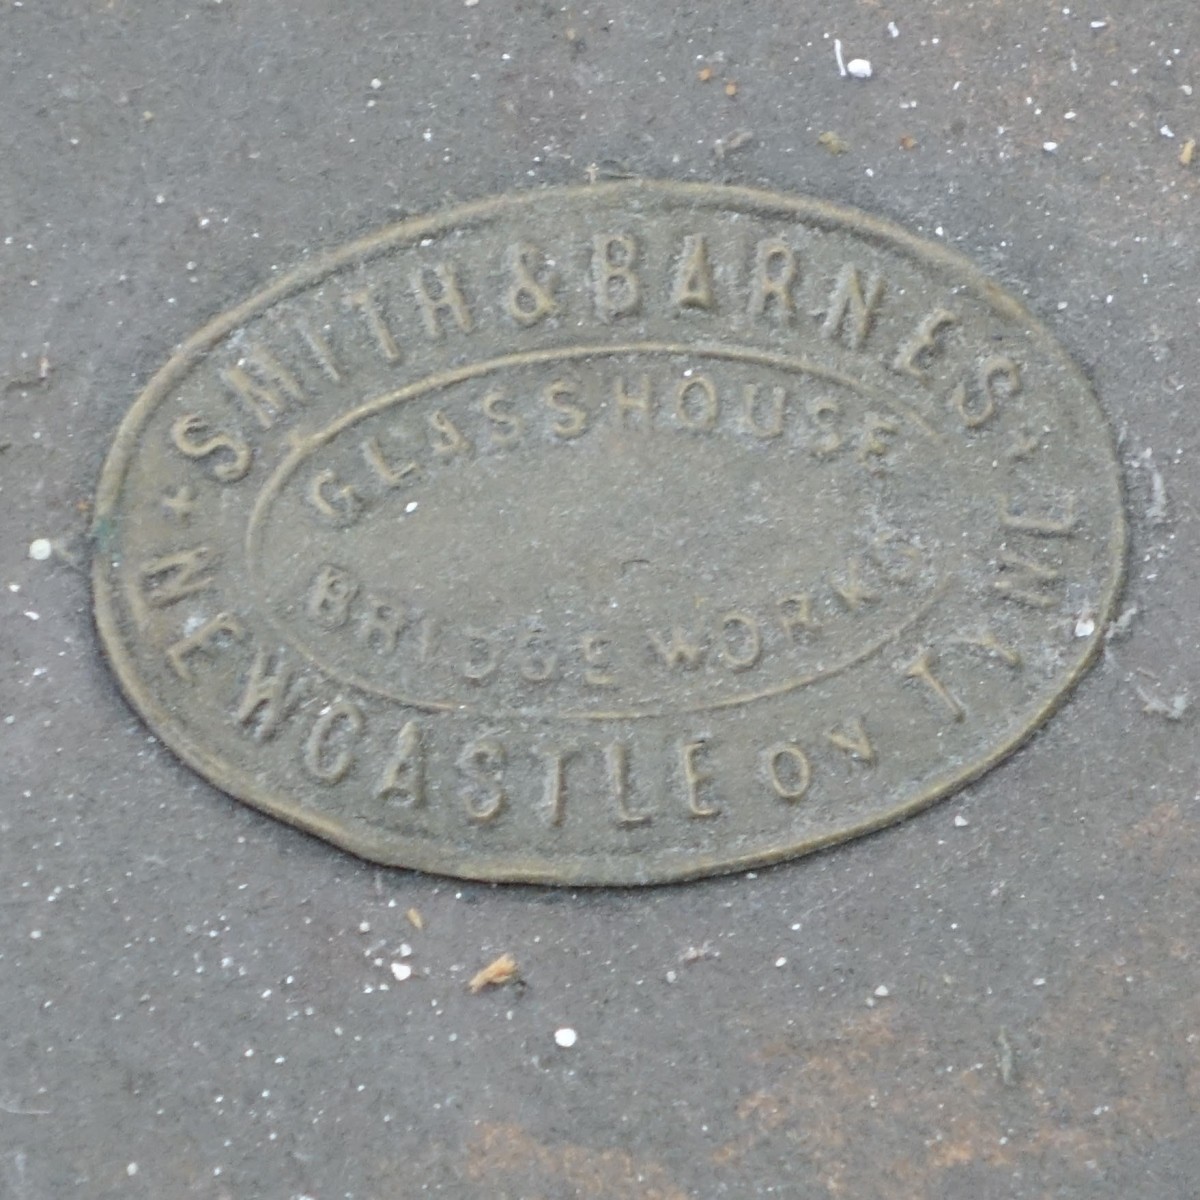 SMITH & BARNES
GLASSHOUSE
BRIDGE WORKS
NEWCASTLE ON TYNE